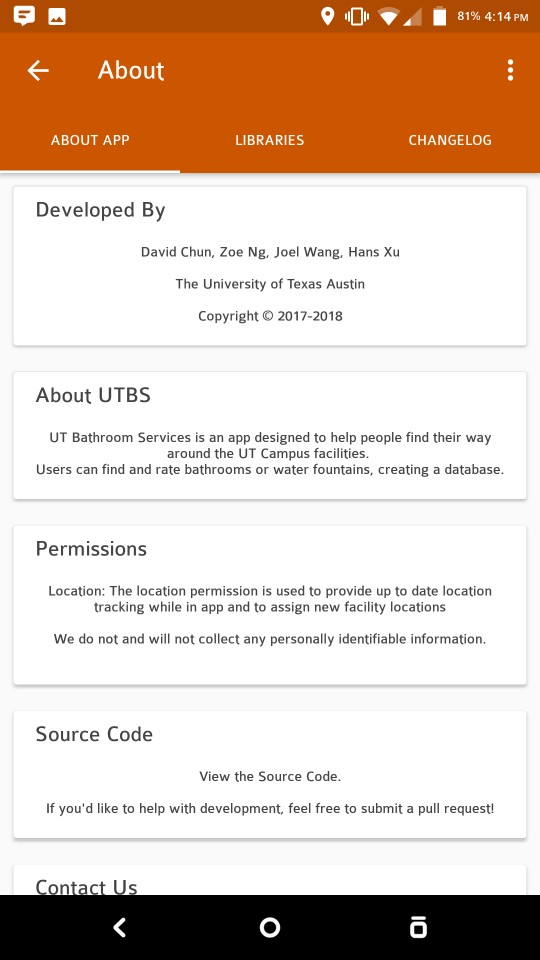 81% 4:14 PM
About
ABOUT APP
LIBRARIES
CHANGELOG
Developed By
David Chun, Zoe Ng, Joel Wang, Hans Xu
The University of Texas Austin
Copyright © 2017-2018
About UTBS
UT Bathroom Services is an app designed to help people find their way
around the UT Campus facilities.
Users can find and rate bathrooms or water fountains, creating a database.
Permissions
Location: The location permission is used to provide up to date location
tracking while in app and to assign new facility locations
We do not and will not collect any personally identifiable information.
Source Code
View the Source Code.
If you'd like to help with development, feel free to submit a pull request!
Contact Us